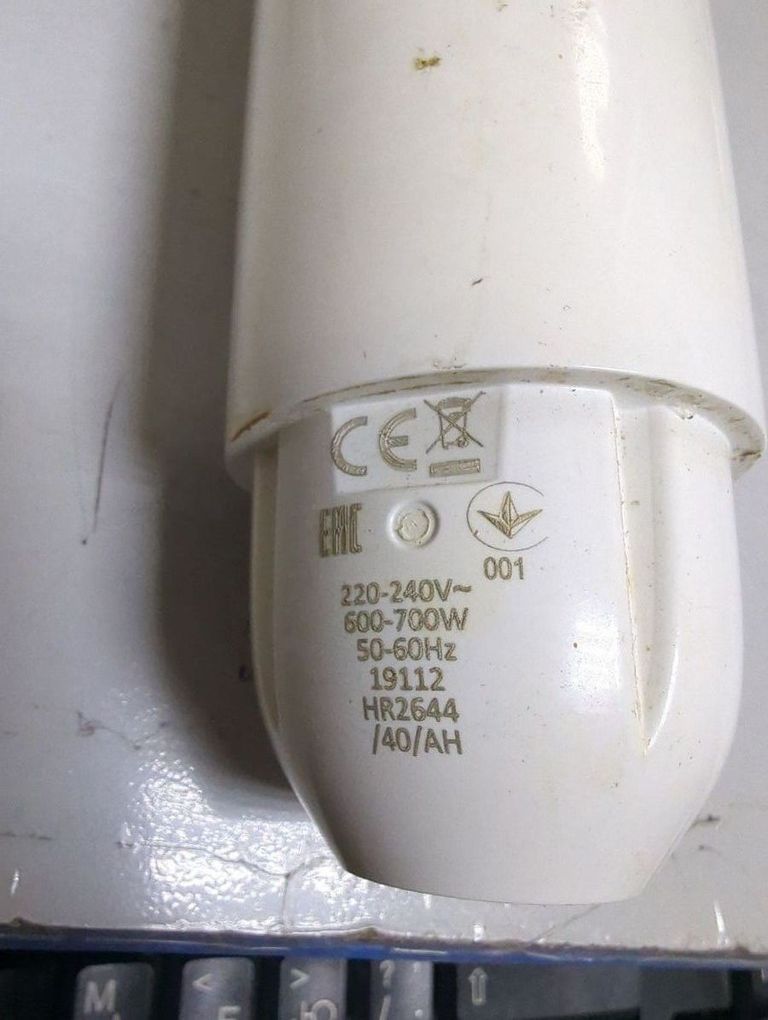 CE
EAC
001
220-240V~
600-700W
50-60Hz
19112
HR2644
/40/AH
M
< Б
> Ю
? / .
⇧